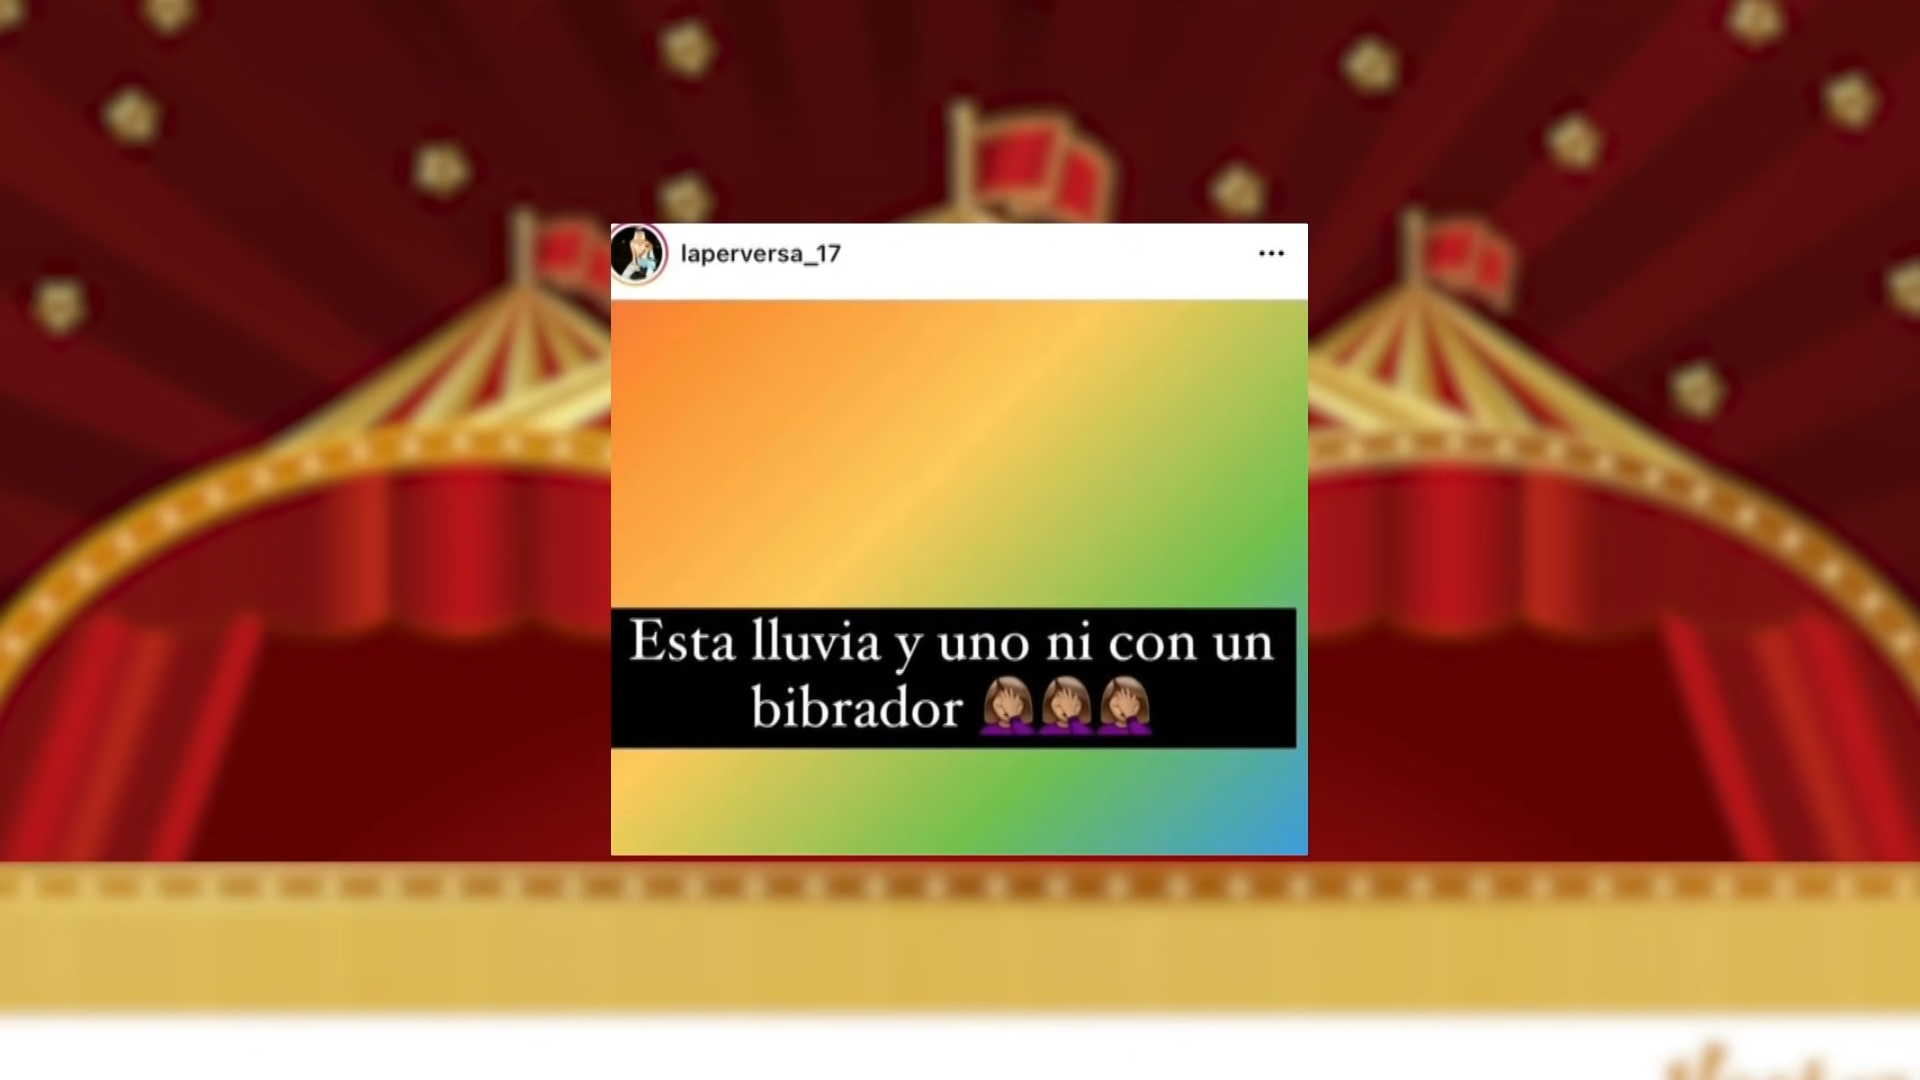 laperversa_17
Esta lluvia y uno ni con un
bibrador 🤦🏽‍♀️🤦🏽‍♀️🤦🏽‍♀️